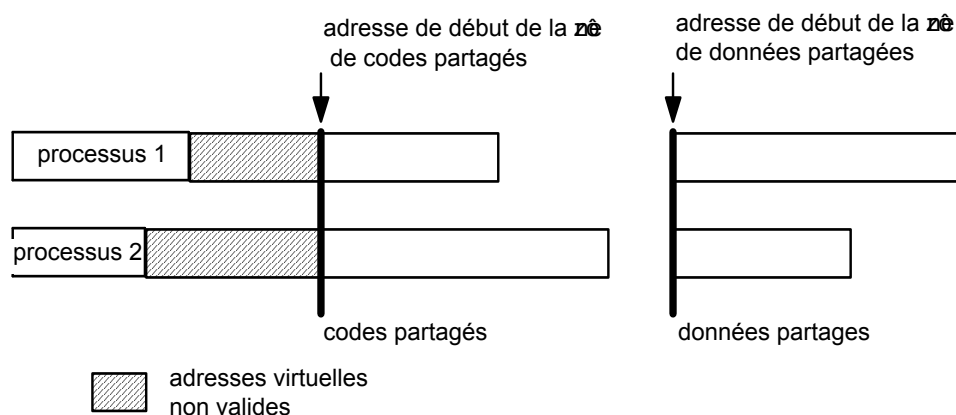 adresse de début de la
de codes partagés
adresse de début de la
de données partagées
processus 1
processus 2
codes partagés
données partages
adresses virtuelles
non valides